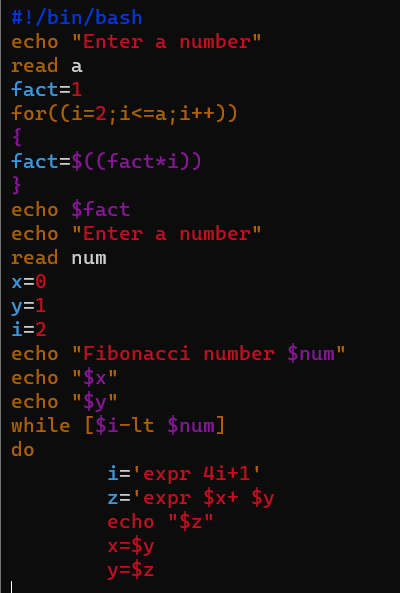 #!/bin/bash
echo "Enter a number"
read a
fact=1
for((i=2;i<=a;i++))
{
fact=$((fact*i))
}
echo $fact
echo "Enter a number"
read num
x=0
y=1
i=2
echo "Fibonacci number $num"
echo "$x"
echo "$y"
while [$i-lt $num]
do
        i='expr 4i+1'
        z='expr $x+ $y
        echo "$z"
        x=$y
        y=$z